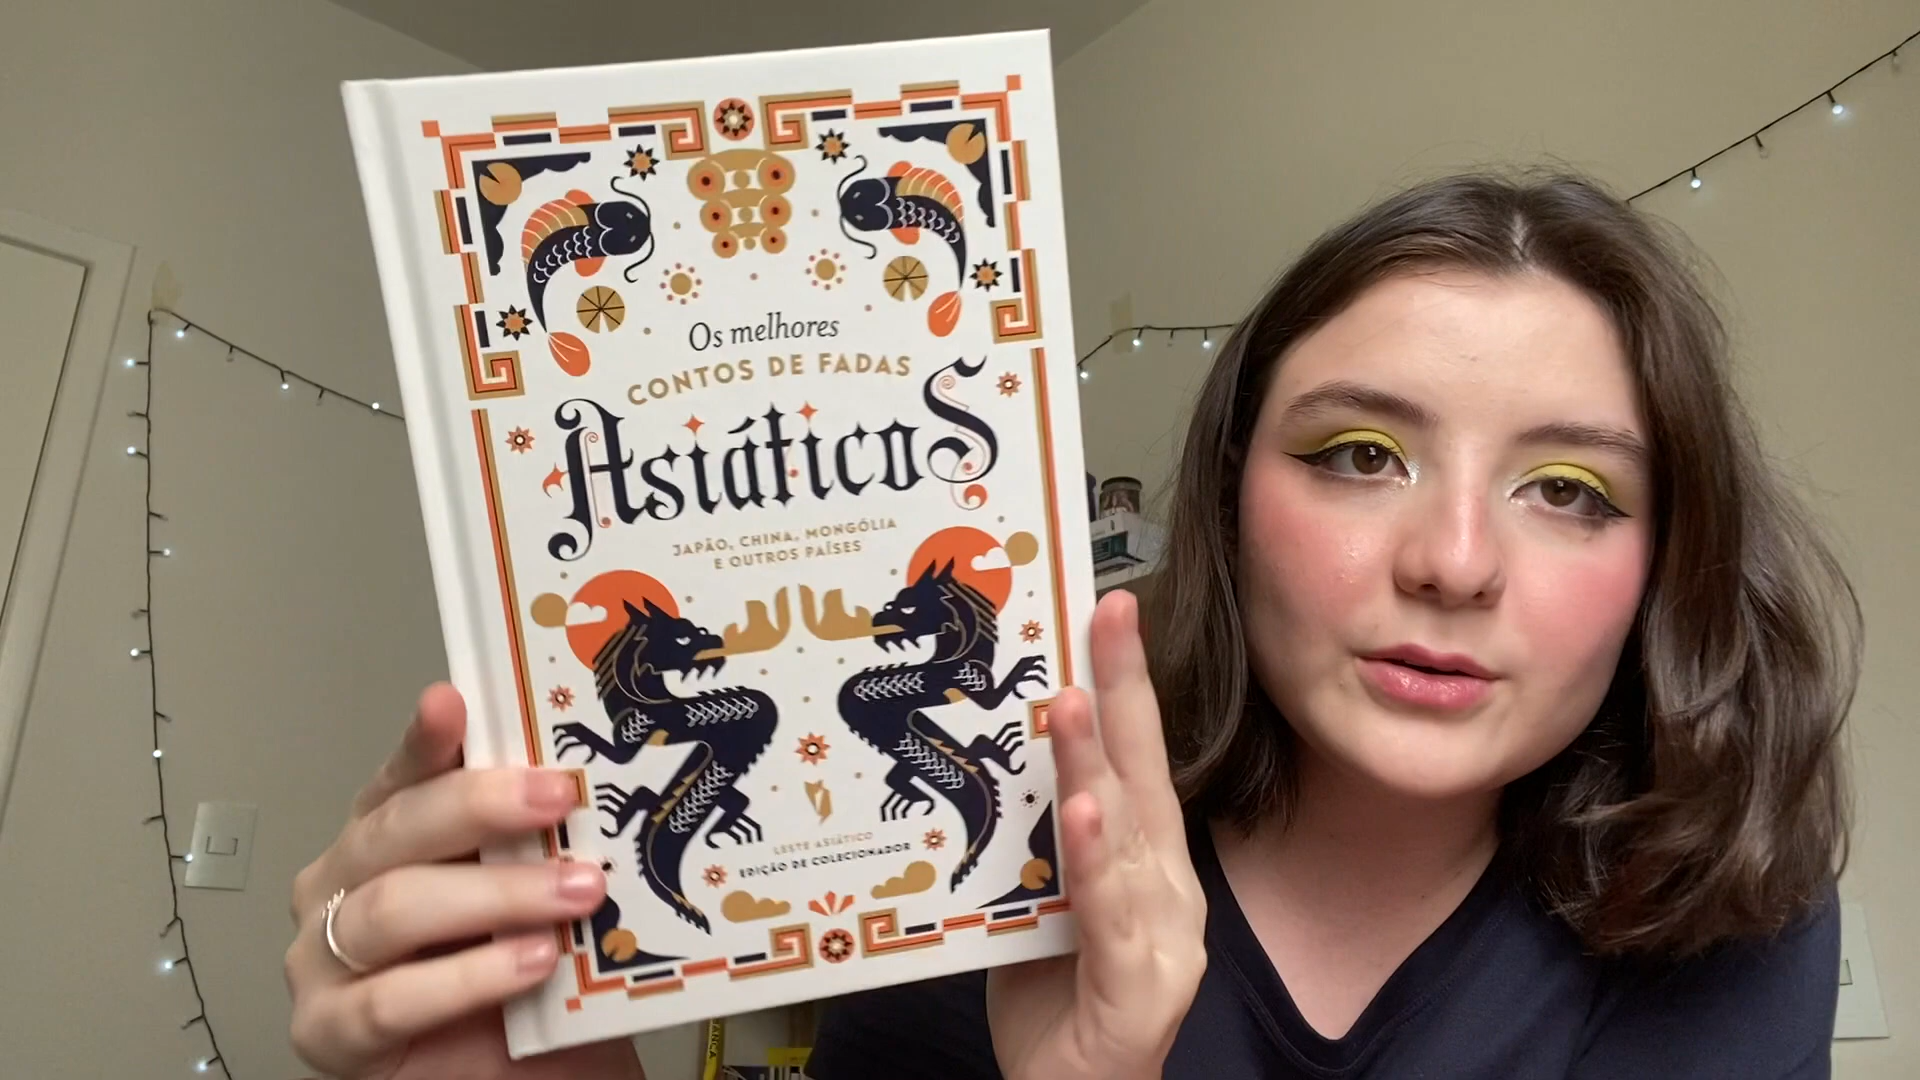 Os melhores
CONTOS DE FADAS
Asiáticos
JAPÃO, CHINA, MONGÓLIA
E OUTROS PAÍSES
LESTE ASIÁTICO
EDIÇÃO DE COLECIONADOR